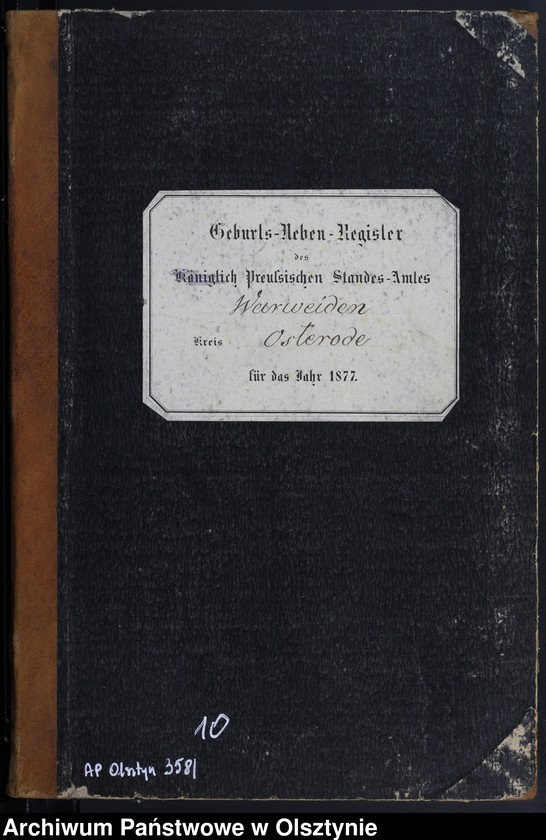 Geburts-Neben-Register
des
Königlich Preußischen Standes-Amtes
Warweiden
Kreis Osterode
für das Jahr 1877.
10
AP Olsztyn 358/
Archiwum Państwowe w Olsztynie